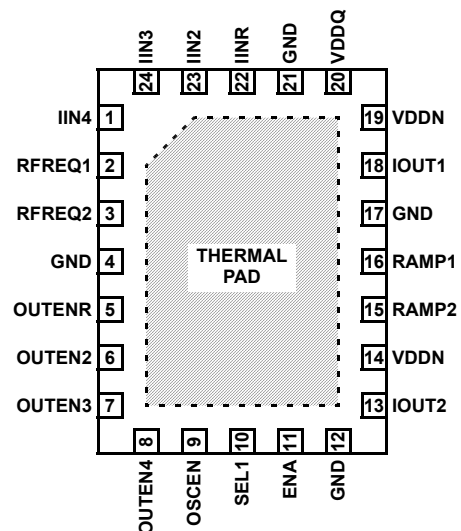 IIN3
IIN2
IINR
GND
VDDQ
24
23
22
21
20
IIN4 1
RFREQ1 2
RFREQ2 3
GND 4
OUTENR 5
OUTEN2 6
OUTEN3 7
THERMAL
PAD
19 VDDN
18 IOUT1
17 GND
16 RAMP1
15 RAMP2
14 VDDN
13 IOUT2
8
9
10
11
12
OUTEN4
OSCEN
SEL1
ENA
GND